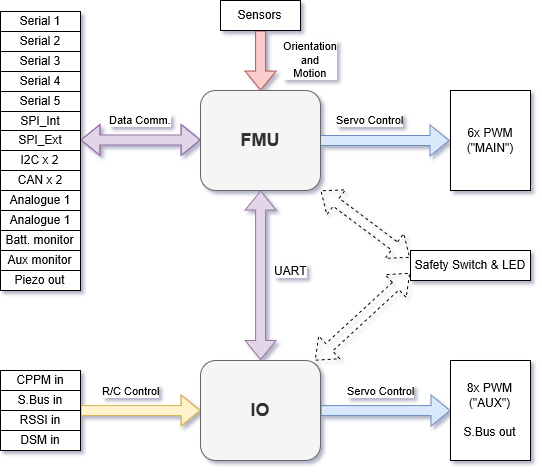 Sensors
Orientation
and
Motion
Serial 1
Serial 2
Serial 3
Serial 4
Serial 5
SPI_Int
SPI_Ext
I2C x 2
CAN x 2
Analogue 1
Analogue 1
Batt. monitor
Aux monitor
Piezo out
Data Comm.
FMU
Servo Control
6x PWM
("MAIN")
UART
Safety Switch & LED
CPPM in
S.Bus in
RSSI in
DSM in
R/C Control
IO
Servo Control
8x PWM
("AUX")
S.Bus out